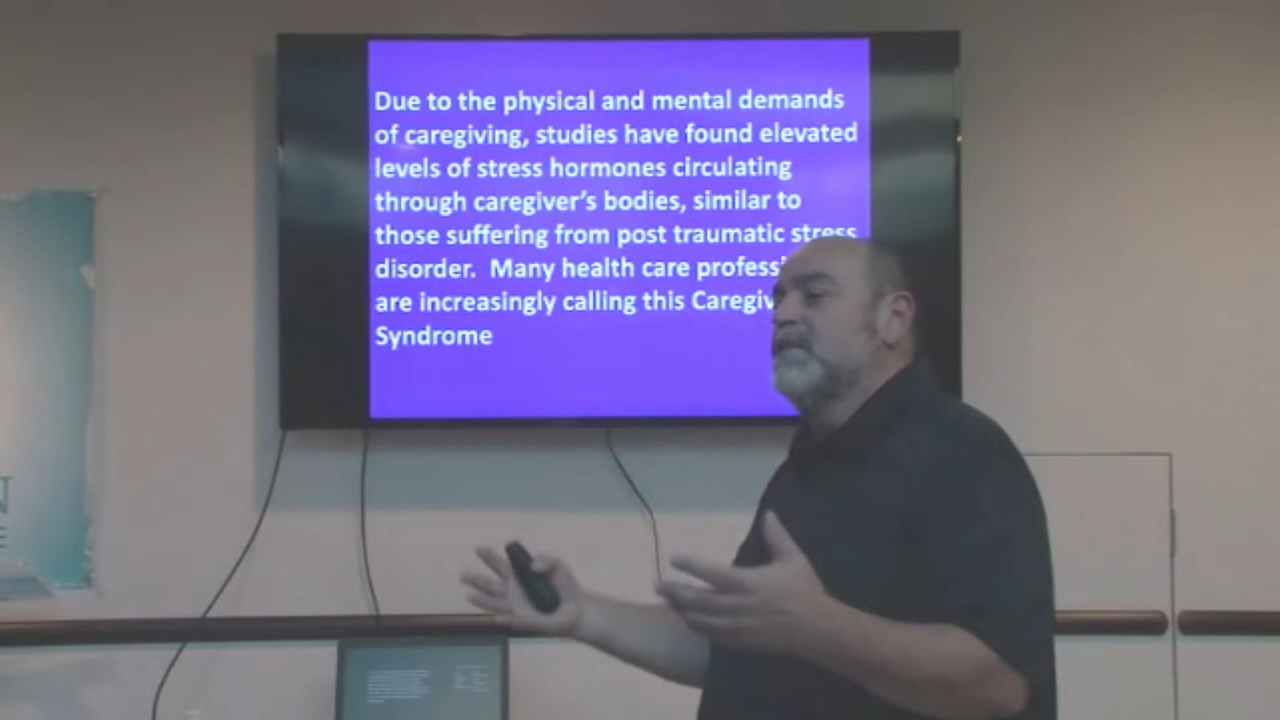 Due to the physical and mental demands
of caregiving, studies have found elevated
levels of stress hormones circulating
through caregiver's bodies, similar to
those suffering from post traumatic stress
disorder.  Many health care
are increasingly calling this
Syndrome